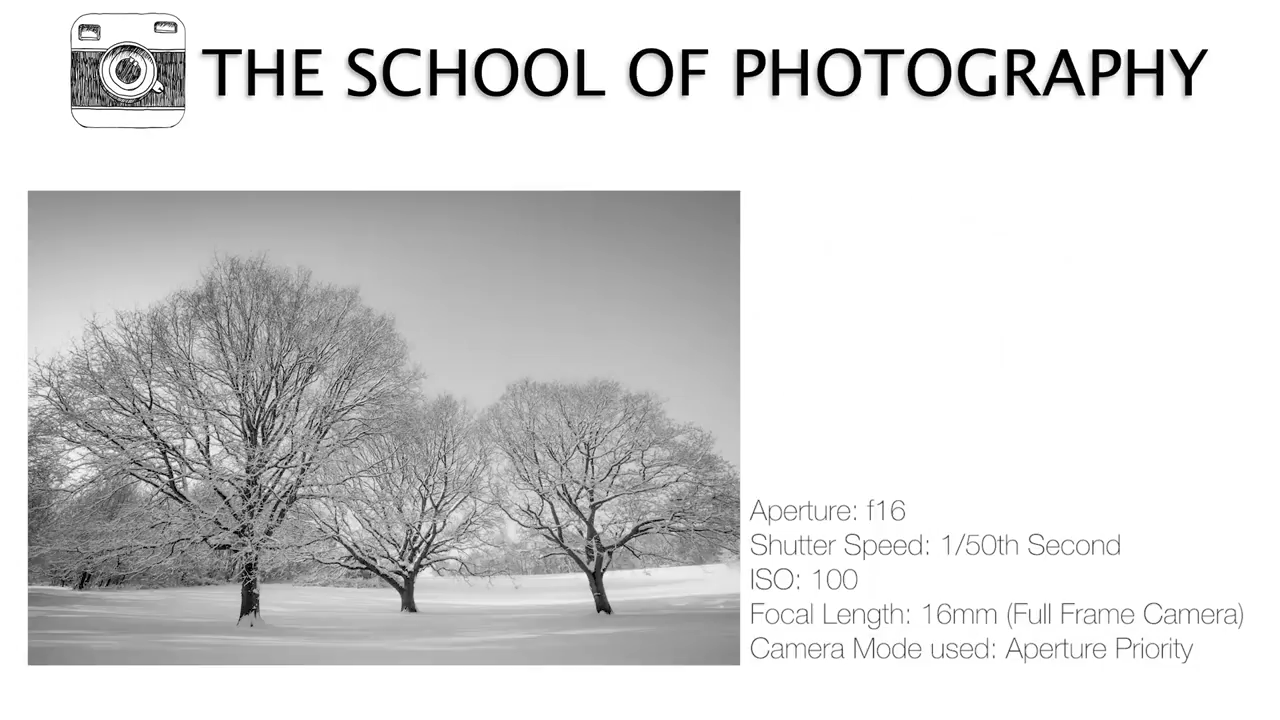 THE SCHOOL OF PHOTOGRAPHY
Aperture: f16
Shutter Speed: 1/50th Second
ISO: 100
Focal Length: 16mm (Full Frame Camera)
Camera Mode used: Aperture Priority